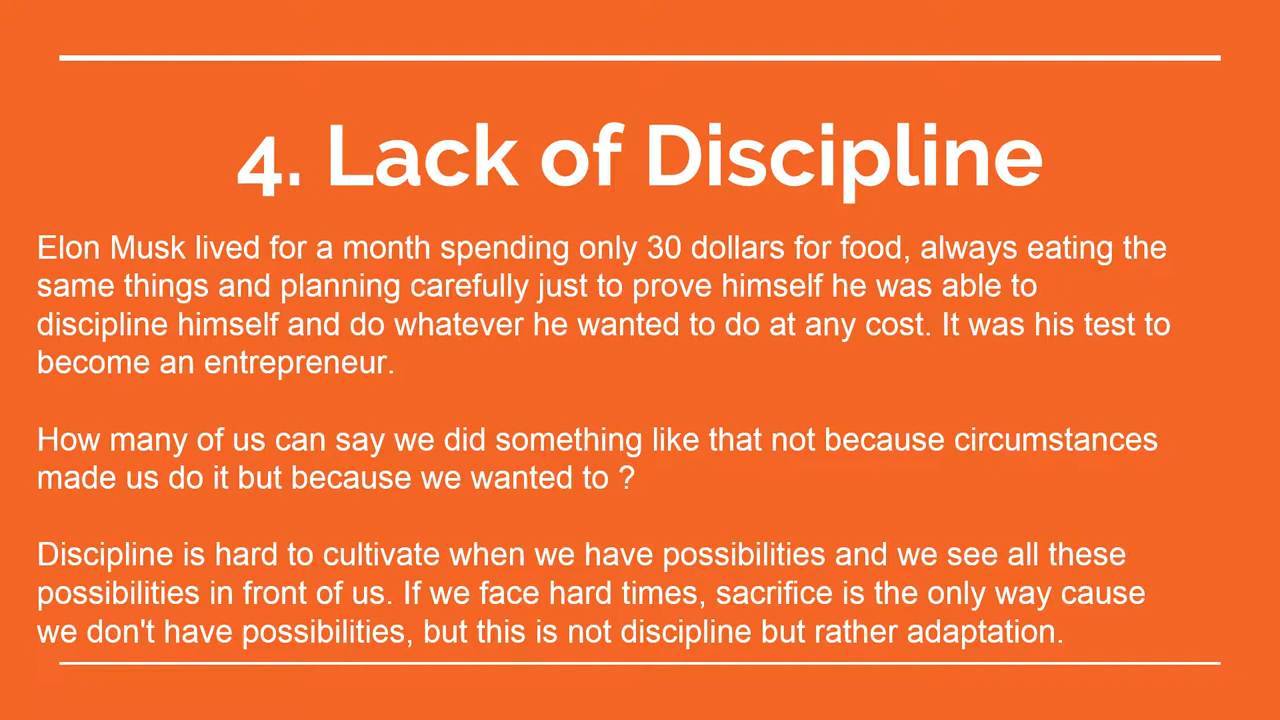 4. Lack of Discipline
Elon Musk lived for a month spending only 30 dollars for food, always eating the
same things and planning carefully just to prove himself he was able to
discipline himself and do whatever he wanted to do at any cost. It was his test to
become an entrepreneur.
How many of us can say we did something like that not because circumstances
made us do it but because we wanted to ?
Discipline is hard to cultivate when we have possibilities and we see all these
possibilities in front of us. If we face hard times, sacrifice is the only way cause
we don't have possibilities, but this is not discipline but rather adaptation.